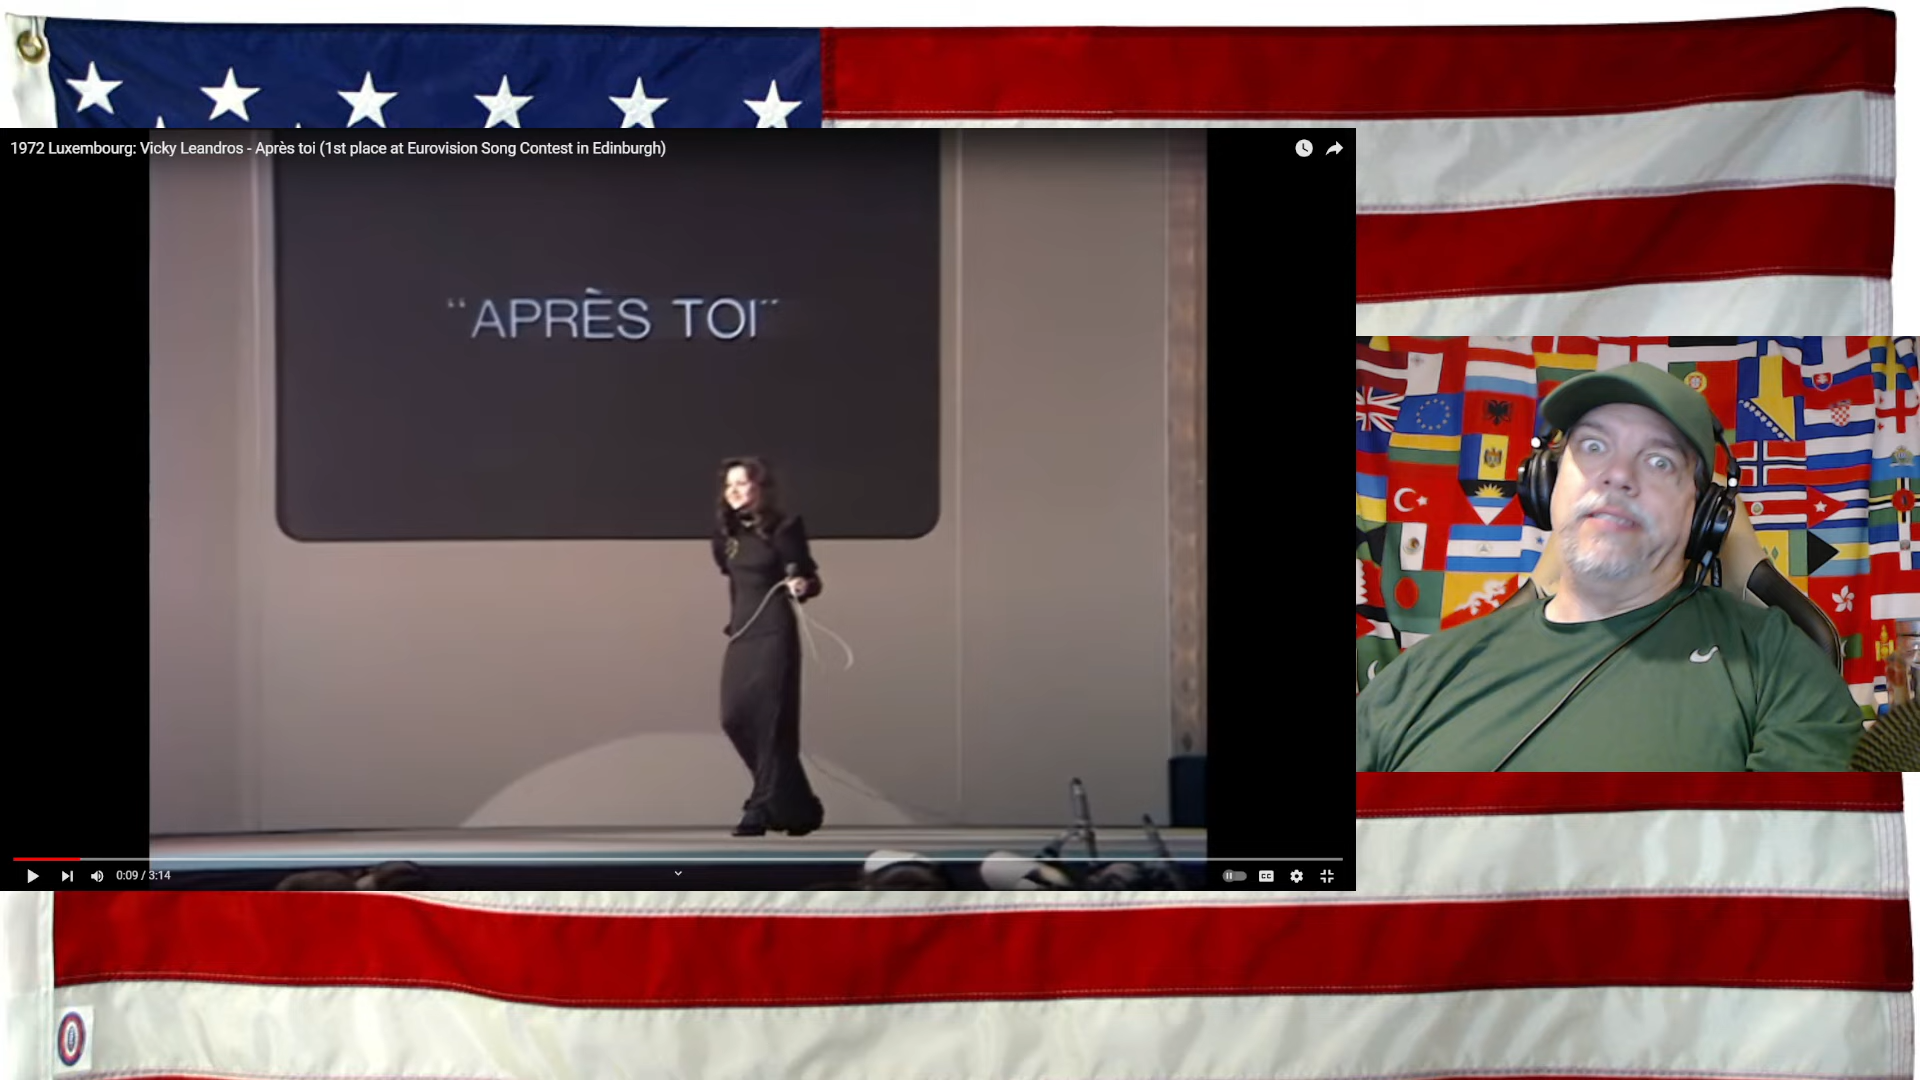 1972 Luxembourg: Vicky Leandros - Après toi (1st place at Eurovision Song Contest in Edinburgh)
"APRÈS TOI"
0:09 / 3:14
CC